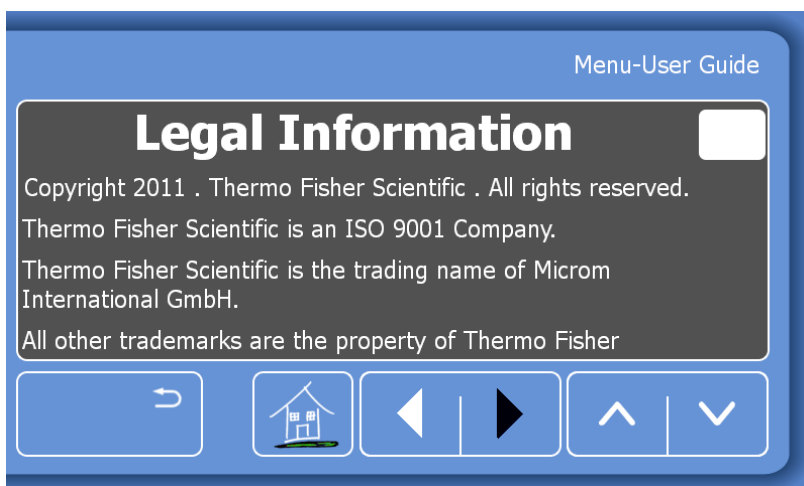 Menu-User Guide
Legal Information
Copyright 2011 . Thermo Fisher Scientific . All rights reserved.
Thermo Fisher Scientific is an ISO 9001 Company.
Thermo Fisher Scientific is the trading name of Microm
International GmbH.
All other trademarks are the property of Thermo Fisher